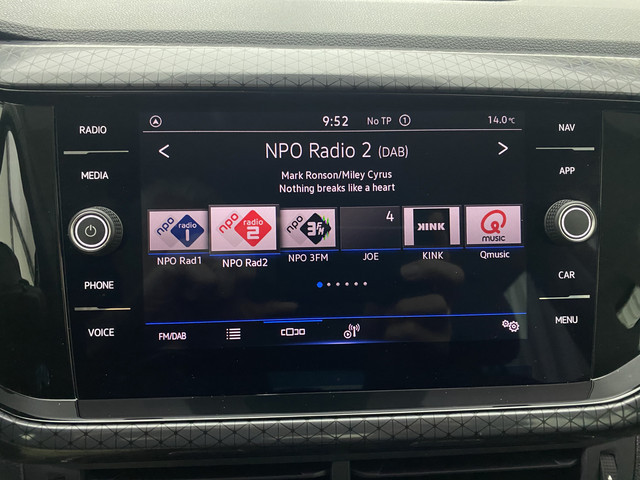 RADIO
MEDIA
PHONE
VOICE
9:52 No TP 1 14.0°C
< NPO Radio 2 (DAB) >
Mark Ronson/Miley Cyrus
Nothing breaks like a heart
npo radio 1
npo radio 2
npo 3FM
4
KINK
Q MUSIC
NPO Rad1 NPO Rad2 NPO 3FM JOE KINK Qmusic
FM/DAB
NAV
APP
CAR
MENU